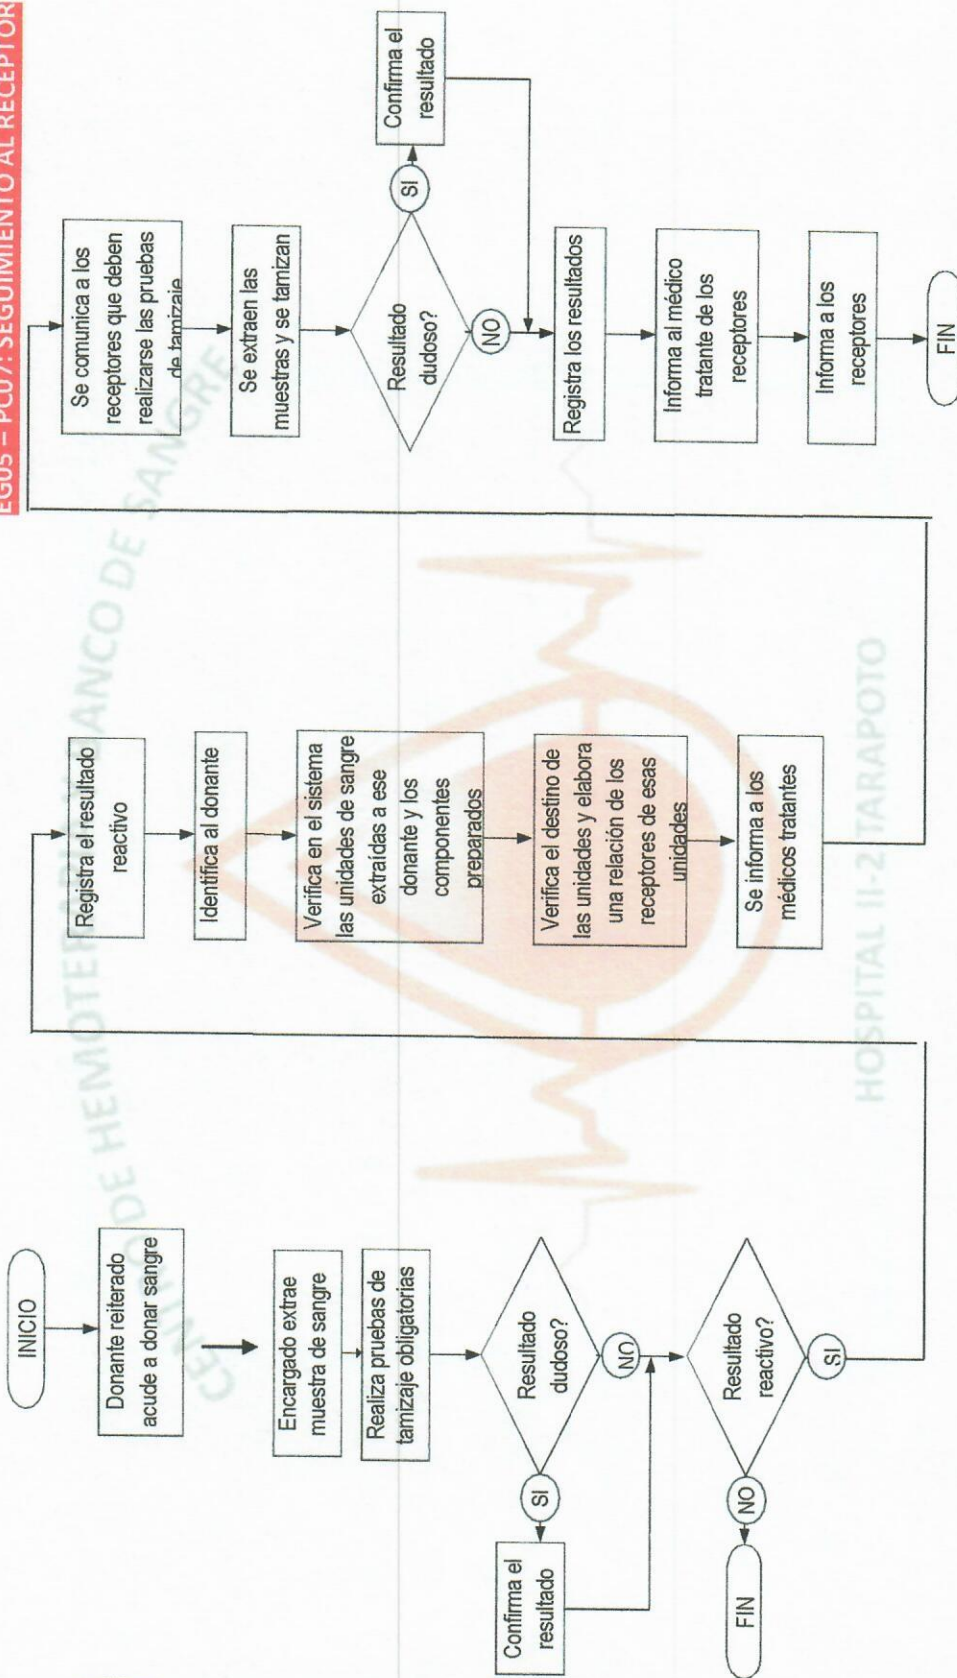 EG05 – PC07: SEGUIMIENTO AL RECEPTOR
INICIO
Donante reiterado
acude a donar sangre
Encargado extrae
muestra de sangre
Realiza pruebas de
tamizaje obligatorias
Resultado
dudoso?
SI
NO
Confirma el
resultado
Resultado
reactivo?
NO
SI
FIN
Registra el resultado
reactivo
Identifica al donante
Verifica en el sistema
las unidades de sangre
extraídas a ese
donante y los
componentes
preparados
Verifica el destino de
las unidades y elabora
una relación de los
receptores de esas
unidades
Se informa a los
médicos tratantes
Se comunica a los
receptores que deben
realizarse las pruebas
de tamizaje
Se extraen las
muestras y se tamizan
Resultado
dudoso?
SI
NO
Confirma el
resultado
Registra los resultados
Informa al médico
tratante de los
receptores
Informa a los
receptores
FIN
CENTRO DE HEMOTERAPIA
BANCO DE SANGRE
HOSPITAL II-2 TARAPOTO